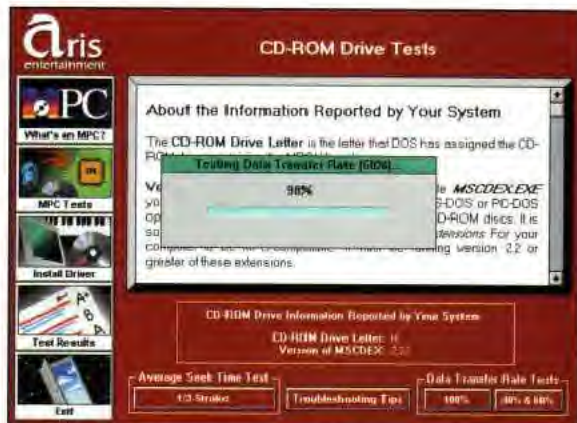 Aris
entertainment
CD-ROM Drive Tests
MPC
What's an MPC?
MPC Tests
Install Driver
Test Results
Exit
About the Information Reported by Your System
The CD-ROM Drive Letter is the letter that DOS has assigned the CD-
Testing Data Transfer Rate (60%)...
98%
MSCDEX.EXE
S-DOS or PC-DOS
D-ROM discs. It is
For your
version 2.2 or
greater of these extensions.
CD-ROM Drive Information Reported by Your System
CD-ROM Drive Letter:
Version of MSCDEX:
Average Seek Time Test
1/3-Stroke
Troubleshooting Tips
Data Transfer Rate Tests
100%
40% & 60%